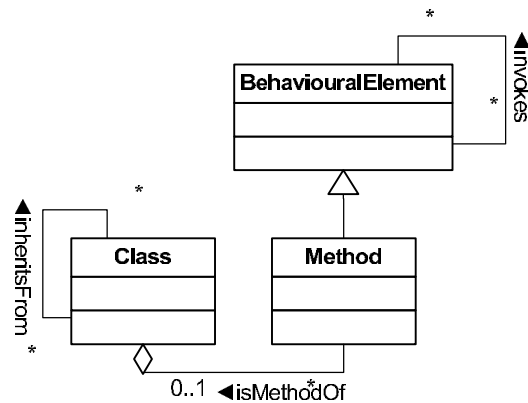 *
BehaviouralElement
*
◀invokes
*
◀inheritsFrom
Class
Method
*
0..1 ◀isMethodOf *